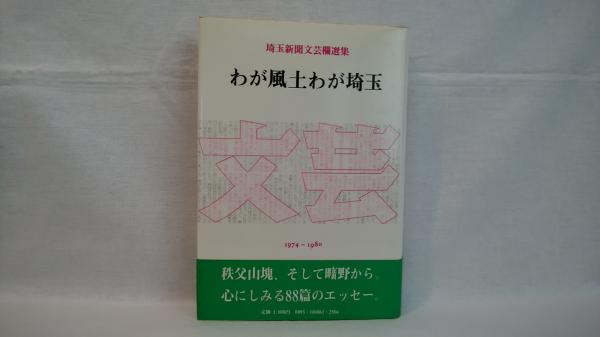 埼玉新聞文芸欄選集
わが風土わが埼玉
文芸
1974－1980
秩父山塊、そして曠野から。
心にしみる88篇のエッセー。